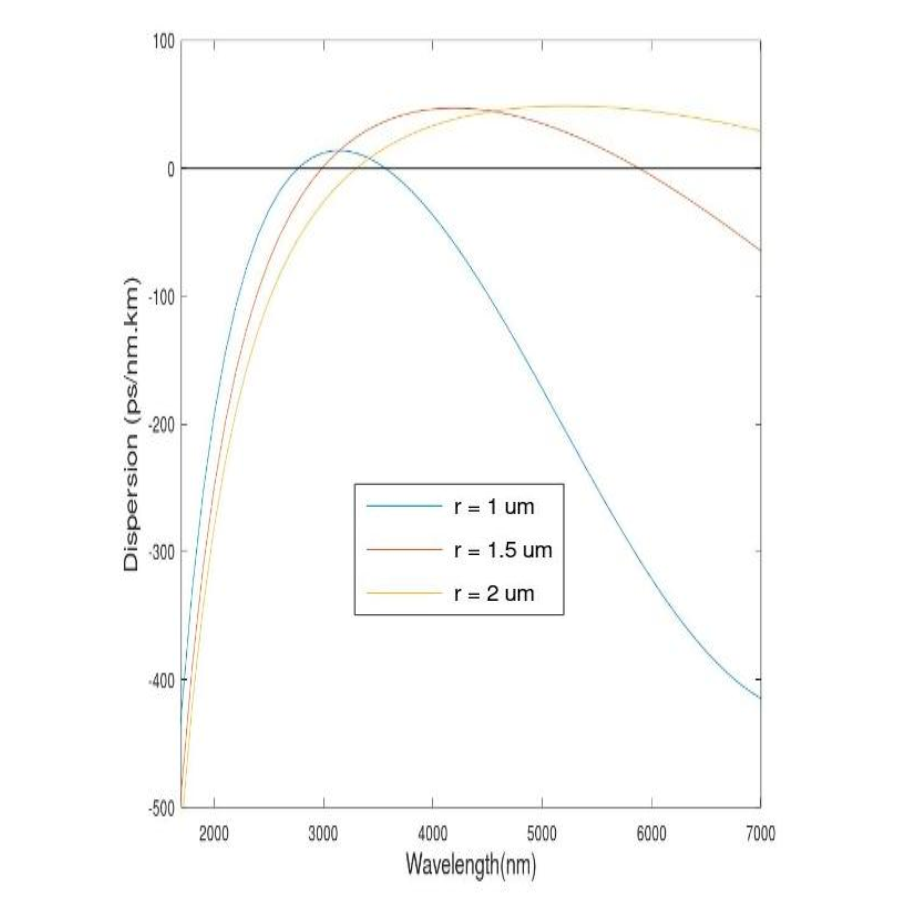 100
0
-100
-200
-300
-400
-500
Dispersion (ps/nm.km)
r = 1 um
r = 1.5 um
r = 2 um
2000 3000 4000 5000 6000 7000
Wavelength(nm)